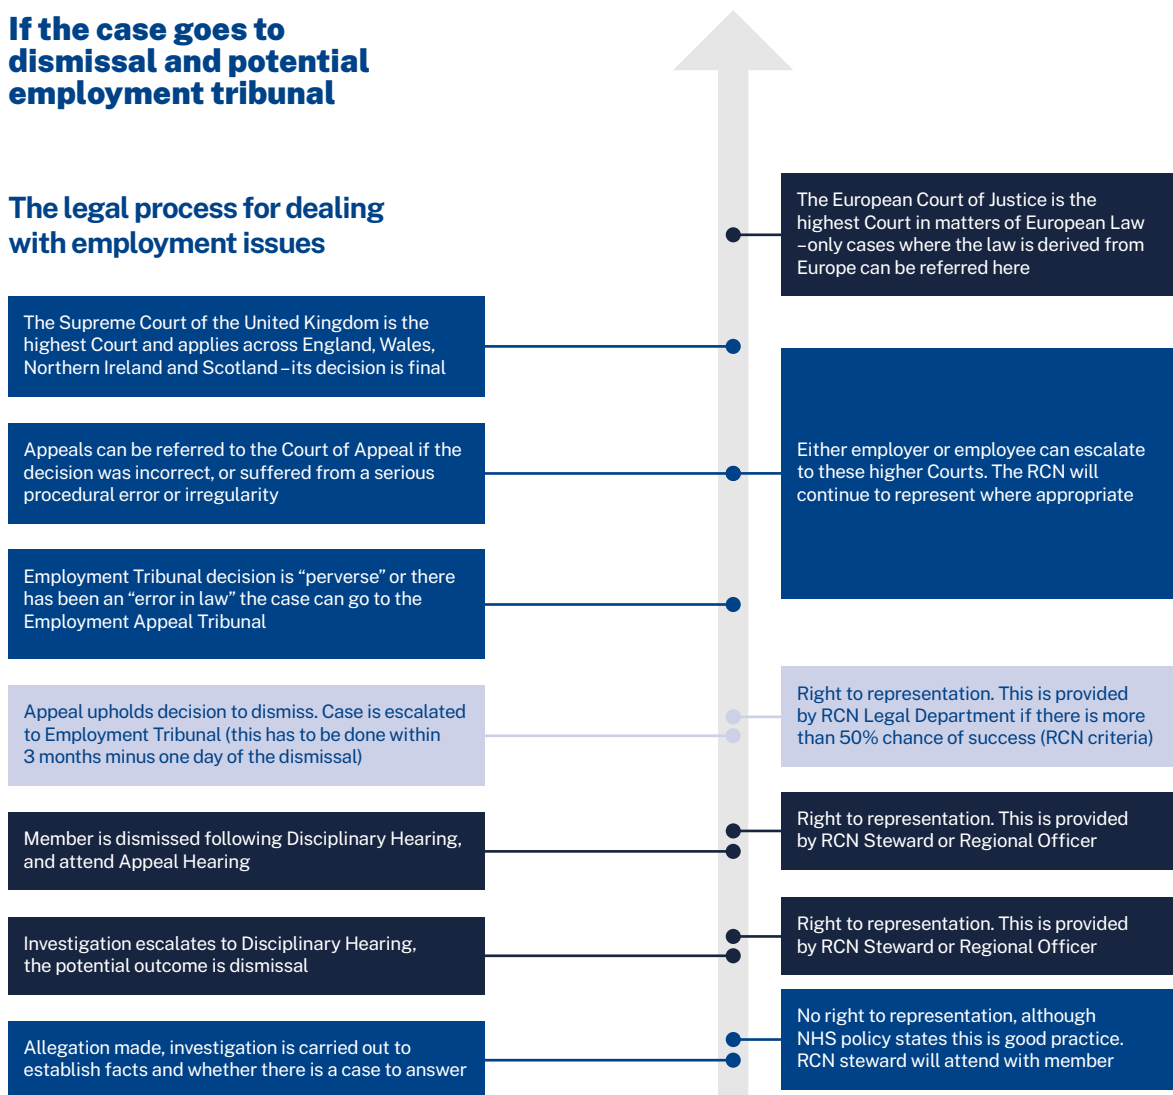 If the case goes to
dismissal and potential
employment tribunal
The legal process for dealing
with employment issues
The European Court of Justice is the
highest Court in matters of European Law
–only cases where the law is derived from
Europe can be referred here
The Supreme Court of the United Kingdom is the
highest Court and applies across England, Wales,
Northern Ireland and Scotland–its decision is final
Appeals can be referred to the Court of Appeal if the
decision was incorrect, or suffered from a serious
procedural error or irregularity
Either employer or employee can escalate
to these higher Courts. The RCN will
continue to represent where appropriate
Employment Tribunal decision is “perverse” or there
has been an “error in law” the case can go to the
Employment Appeal Tribunal
Appeal upholds decision to dismiss. Case is escalated
to Employment Tribunal (this has to be done within
3 months minus one day of the dismissal)
Right to representation. This is provided
by RCN Legal Department if there is more
than 50% chance of success (RCN criteria)
Member is dismissed following Disciplinary Hearing,
and attend Appeal Hearing
Right to representation. This is provided
by RCN Steward or Regional Officer
Investigation escalates to Disciplinary Hearing,
the potential outcome is dismissal
Right to representation. This is provided
by RCN Steward or Regional Officer
Allegation made, investigation is carried out to
establish facts and whether there is a case to answer
No right to representation, although
NHS policy states this is good practice.
RCN steward will attend with member